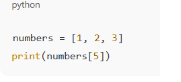 python
numbers = [1, 2, 3]
print(numbers[5])